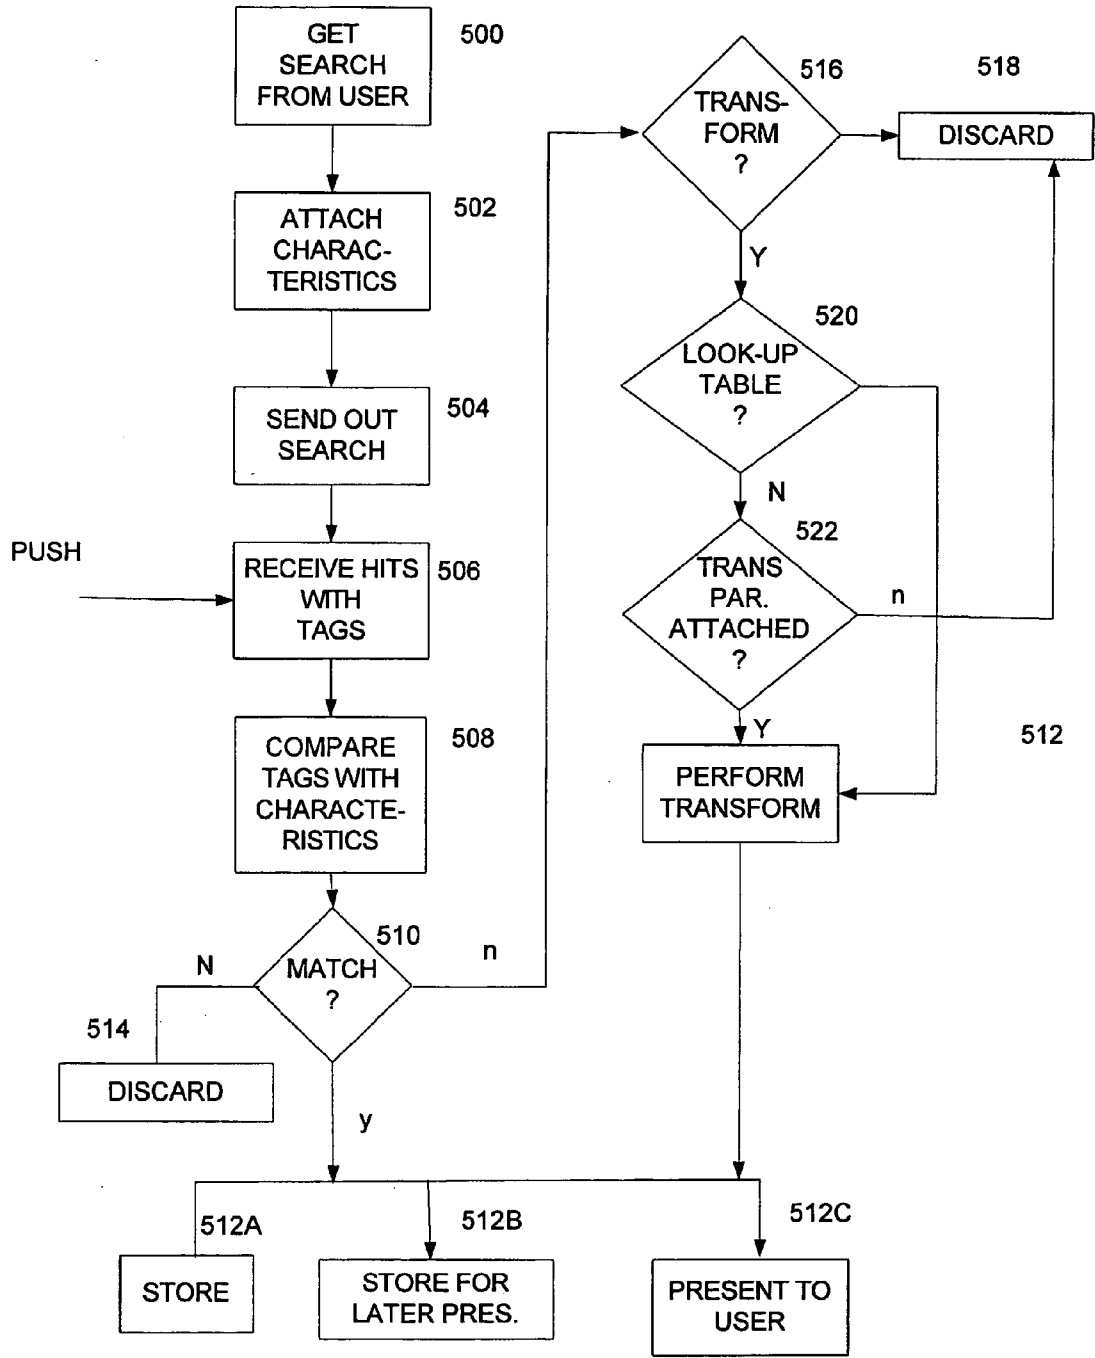 GET
SEARCH
FROM USER
500
ATTACH
CHARAC-
TERISTICS
502
SEND OUT
SEARCH
504
PUSH
RECEIVE HITS
WITH
TAGS
506
COMPARE
TAGS WITH
CHARACTE-
RISTICS
508
MATCH
?
510
N
n
514
DISCARD
y
TRANS-
FORM
?
516
518
DISCARD
Y
LOOK-UP
TABLE
?
520
N
TRANS
PAR.
ATTACHED
?
522
n
Y
PERFORM
TRANSFORM
512
512A
STORE
512B
STORE FOR
LATER PRES.
512C
PRESENT TO
USER